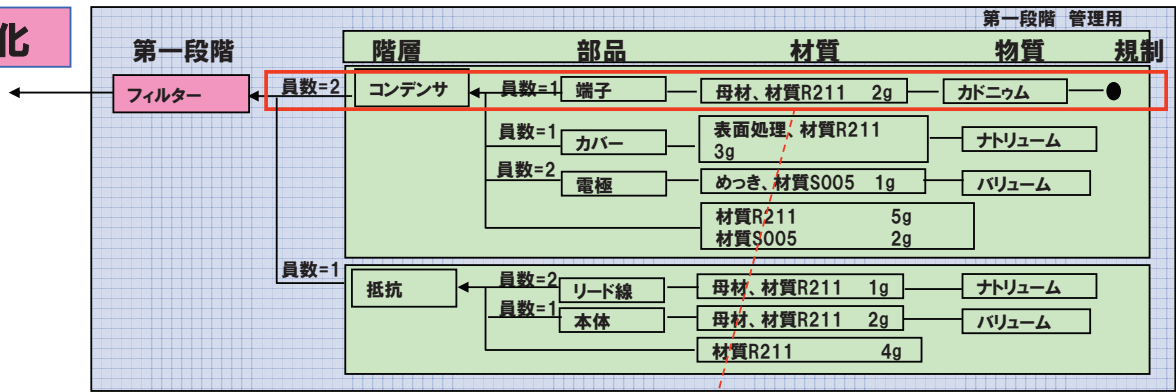 化
第一段階 管理用
第一段階
階層
部品
材質
物質
規制
フィルター
員数=2
コンデンサ
員数=1
端子
母材、材質R211 2g
カドニゥム
員数=1
カバー
表面処理、材質R211
3g
ナトリューム
員数=2
電極
めっき、材質S005 1g
バリューム
材質R211 5g
材質S005 2g
員数=1
抵抗
員数=2
リード線
母材、材質R211 1g
ナトリューム
員数=1
本体
母材、材質R211 2g
バリューム
材質R211 4g